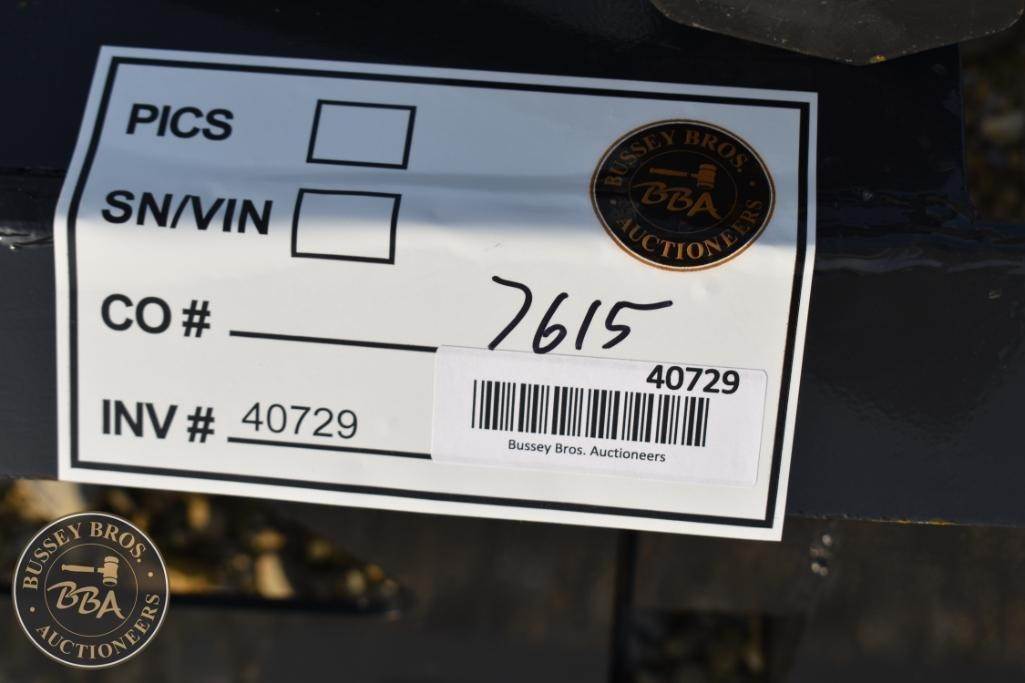 PICS
SN/VIN
BUSSEY BROS.
BBA
AUCTIONEERS
CO #
7615
40729
INV # 40729
Bussey Bros. Auctioneers
BUSSEY BROS.
BBA
AUCTIONEERS